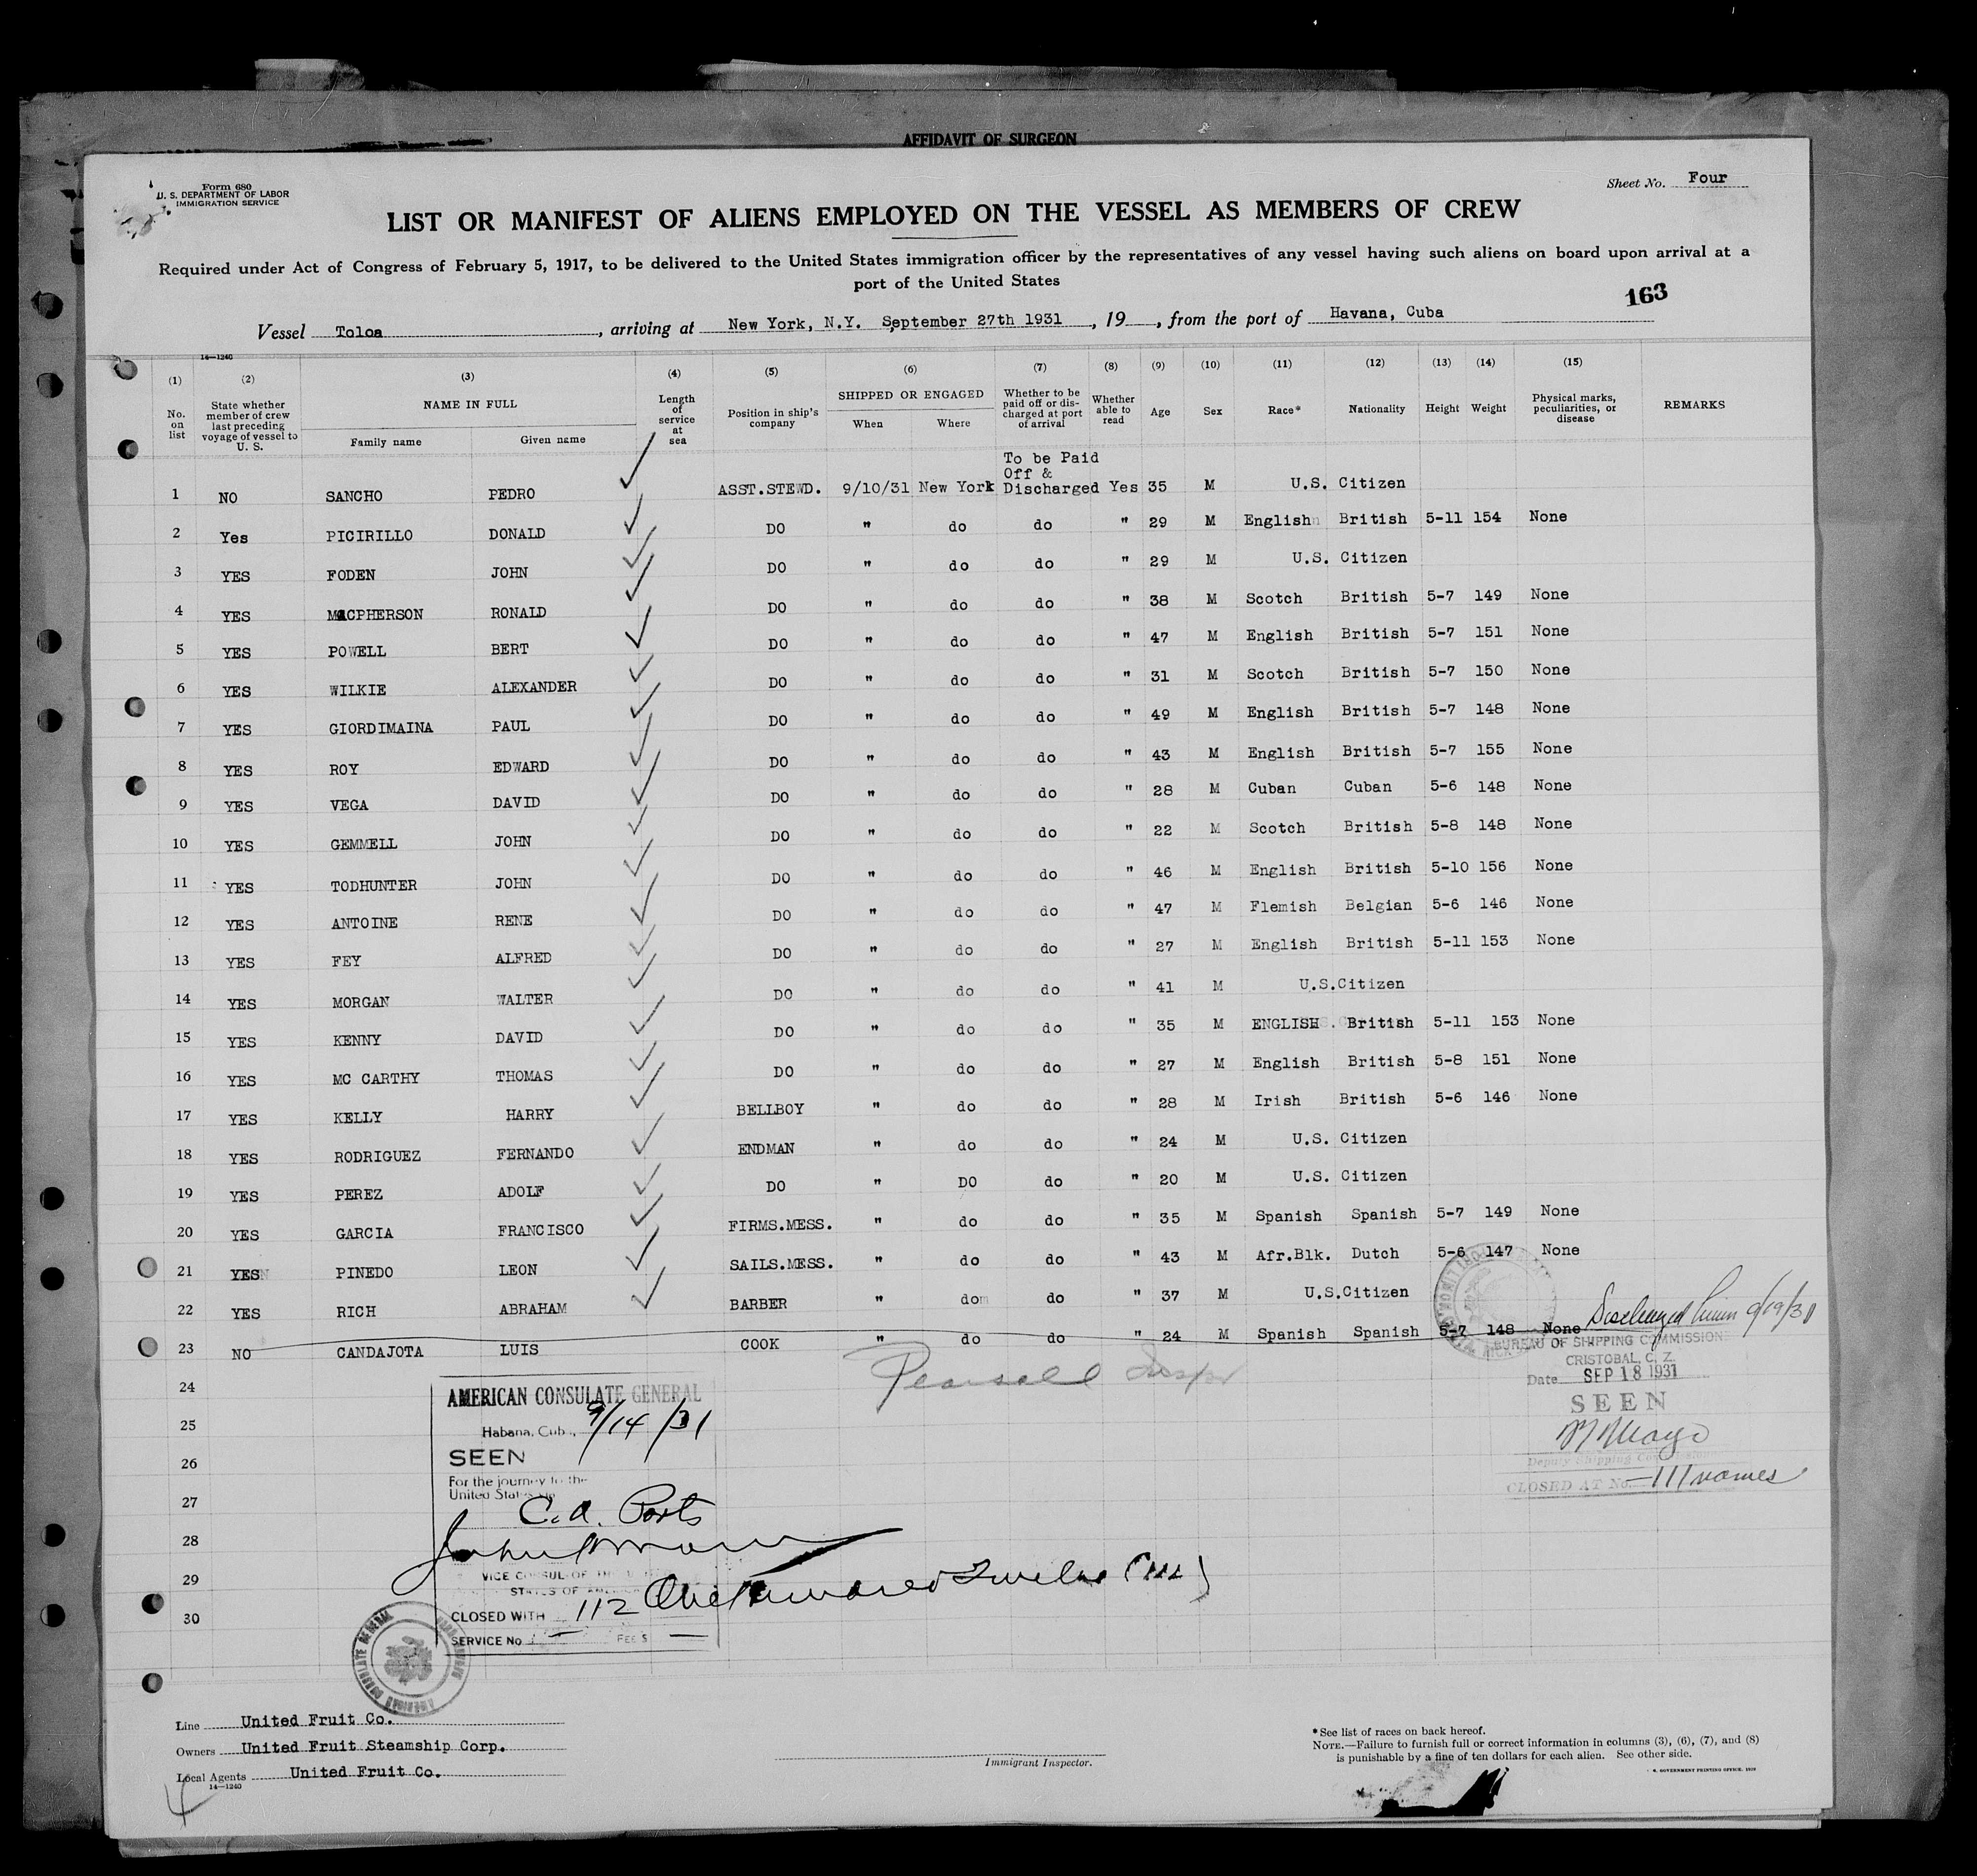 AFFIDAVIT OF SURGEON
Form 680
U. S. DEPARTMENT OF LABOR
IMMIGRATION SERVICE
Sheet No. Four
LIST OR MANIFEST OF ALIENS EMPLOYED ON THE VESSEL AS MEMBERS OF CREW
Required under Act of Congress of February 5, 1917, to be delivered to the United States immigration officer by the representatives of any vessel having such aliens on board upon arrival at a
port of the United States
163
Vessel Toloa, arriving at New York, N.Y. September 27th 1931, 19, from the port of Havana, Cuba
14—1240
(1) (2) (3) (4) (5) (6) (7) (8) (9) (10) (11) (12) (13) (14) (15)
No. on list State whether member of crew last preceding voyage of vessel to U. S. NAME IN FULL Family name Given name Length of service at sea Position in ship's company SHIPPED OR ENGAGED When Where Whether to be paid off or discharged at port of arrival Whether able to read Age Sex Race* Nationality Height Weight Physical marks, peculiarities, or disease REMARKS
1 NO SANCHO PEDRO ASST.STEWD. 9/10/31 New York To be Paid Off & Discharged Yes 35 M U.S. Citizen
2 Yes PICIRILLO DONALD DO " do do " 29 M English British 5-11 154 None
3 YES FODEN JOHN DO " do do " 29 M U.S. Citizen
4 YES MACPHERSON RONALD DO " do do " 38 M Scotch British 5-7 149 None
5 YES POWELL BERT DO " do do " 47 M English British 5-7 151 None
6 YES WILKIE ALEXANDER DO " do do " 31 M Scotch British 5-7 150 None
7 YES GIORDIMAINA PAUL DO " do do " 49 M English British 5-7 148 None
8 YES ROY EDWARD DO " do do " 43 M English British 5-7 155 None
9 YES VEGA DAVID DO " do do " 28 M Cuban Cuban 5-6 148 None
10 YES GEMMELL JOHN DO " do do " 22 M Scotch British 5-8 148 None
11 YES TODHUNTER JOHN DO " do do " 46 M English British 5-10 156 None
12 YES ANTOINE RENE DO " do do " 47 M Flemish Belgian 5-6 146 None
13 YES FEY ALFRED DO " do do " 27 M English British 5-11 153 None
14 YES MORGAN WALTER DO " do do " 41 M U.S.Citizen
15 YES KENNY DAVID DO " do do " 35 M ENGLISH British 5-11 153 None
16 YES MC CARTHY THOMAS DO " do do " 27 M English British 5-8 151 None
17 YES KELLY HARRY BELLBOY " do do " 28 M Irish British 5-6 146 None
18 YES RODRIGUEZ FERNANDO ENDMAN " do do " 24 M U.S. Citizen
19 YES PEREZ ADOLF DO " DO do " 20 M U.S. Citizen
20 YES GARCIA FRANCISCO FIRMS.MESS. " do do " 35 M Spanish Spanish 5-7 149 None
21 YES PINEDO LEON SAILS.MESS. " do do " 43 M Afr.Blk. Dutch 5-6 147 None
22 YES RICH ABRAHAM BARBER " do do " 37 M U.S.Citizen
23 NO CANDAJOTA LUIS COOK " do do " 24 M Spanish Spanish 5-7 148 None Discharged 9/19/31
24
25
26
27
28
29
30
BUREAU OF SHIPPING COMMISSION
CRISTOBAL, C. Z.
Date SEP 18 1931
SEEN
Deputy Shipping Commissioner
CLOSED AT No. 111 names
AMERICAN CONSULATE GENERAL
Habana, Cuba, 9/14/31
SEEN
For the journey to the
United States via
C.A. Ports
VICE CONSUL OF THE UNITED
STATES OF AMERICA
CLOSED WITH 112 One Hundred Twelve (112)
SERVICE No. FEE $
AMERICAN CONSULATE GENERAL
Line United Fruit Co.
Owners United Fruit Steamship Corp.
Local Agents United Fruit Co.
14—1240
Immigrant Inspector.
*See list of races on back hereof.
NOTE.—Failure to furnish full or correct information in columns (3), (6), (7), and (8)
is punishable by a fine of ten dollars for each alien. See other side.
U. S. GOVERNMENT PRINTING OFFICE. 1929